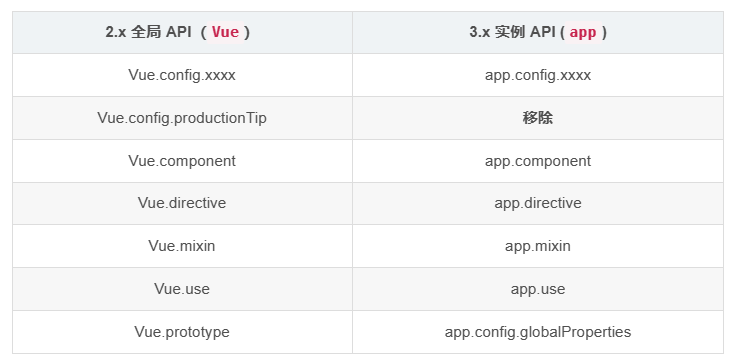 2.x 全局 API（Vue） 3.x 实例 API (app)
Vue.config.xxxx app.config.xxxx
Vue.config.productionTip 移除
Vue.component app.component
Vue.directive app.directive
Vue.mixin app.mixin
Vue.use app.use
Vue.prototype app.config.globalProperties